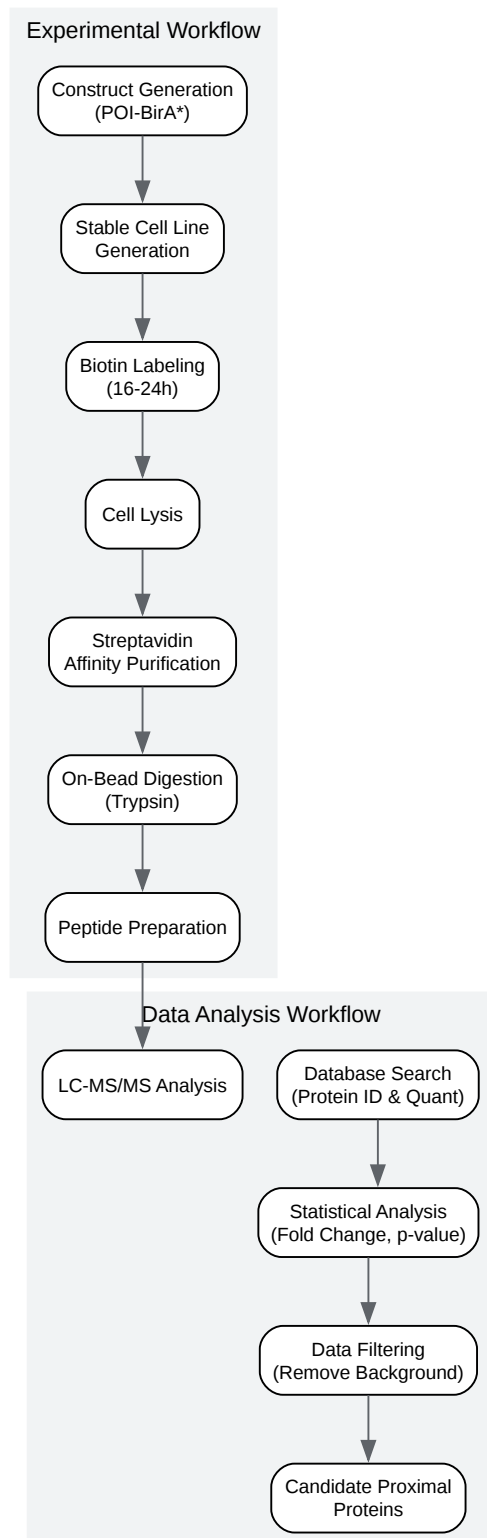 Experimental Workflow
Construct Generation
(POI-BirA*)
Stable Cell Line
Generation
Biotin Labeling
(16-24h)
Cell Lysis
Streptavidin
Affinity Purification
On-Bead Digestion
(Trypsin)
Peptide Preparation
Data Analysis Workflow
LC-MS/MS Analysis
Database Search
(Protein ID & Quant)
Statistical Analysis
(Fold Change, p-value)
Data Filtering
(Remove Background)
Candidate Proximal
Proteins